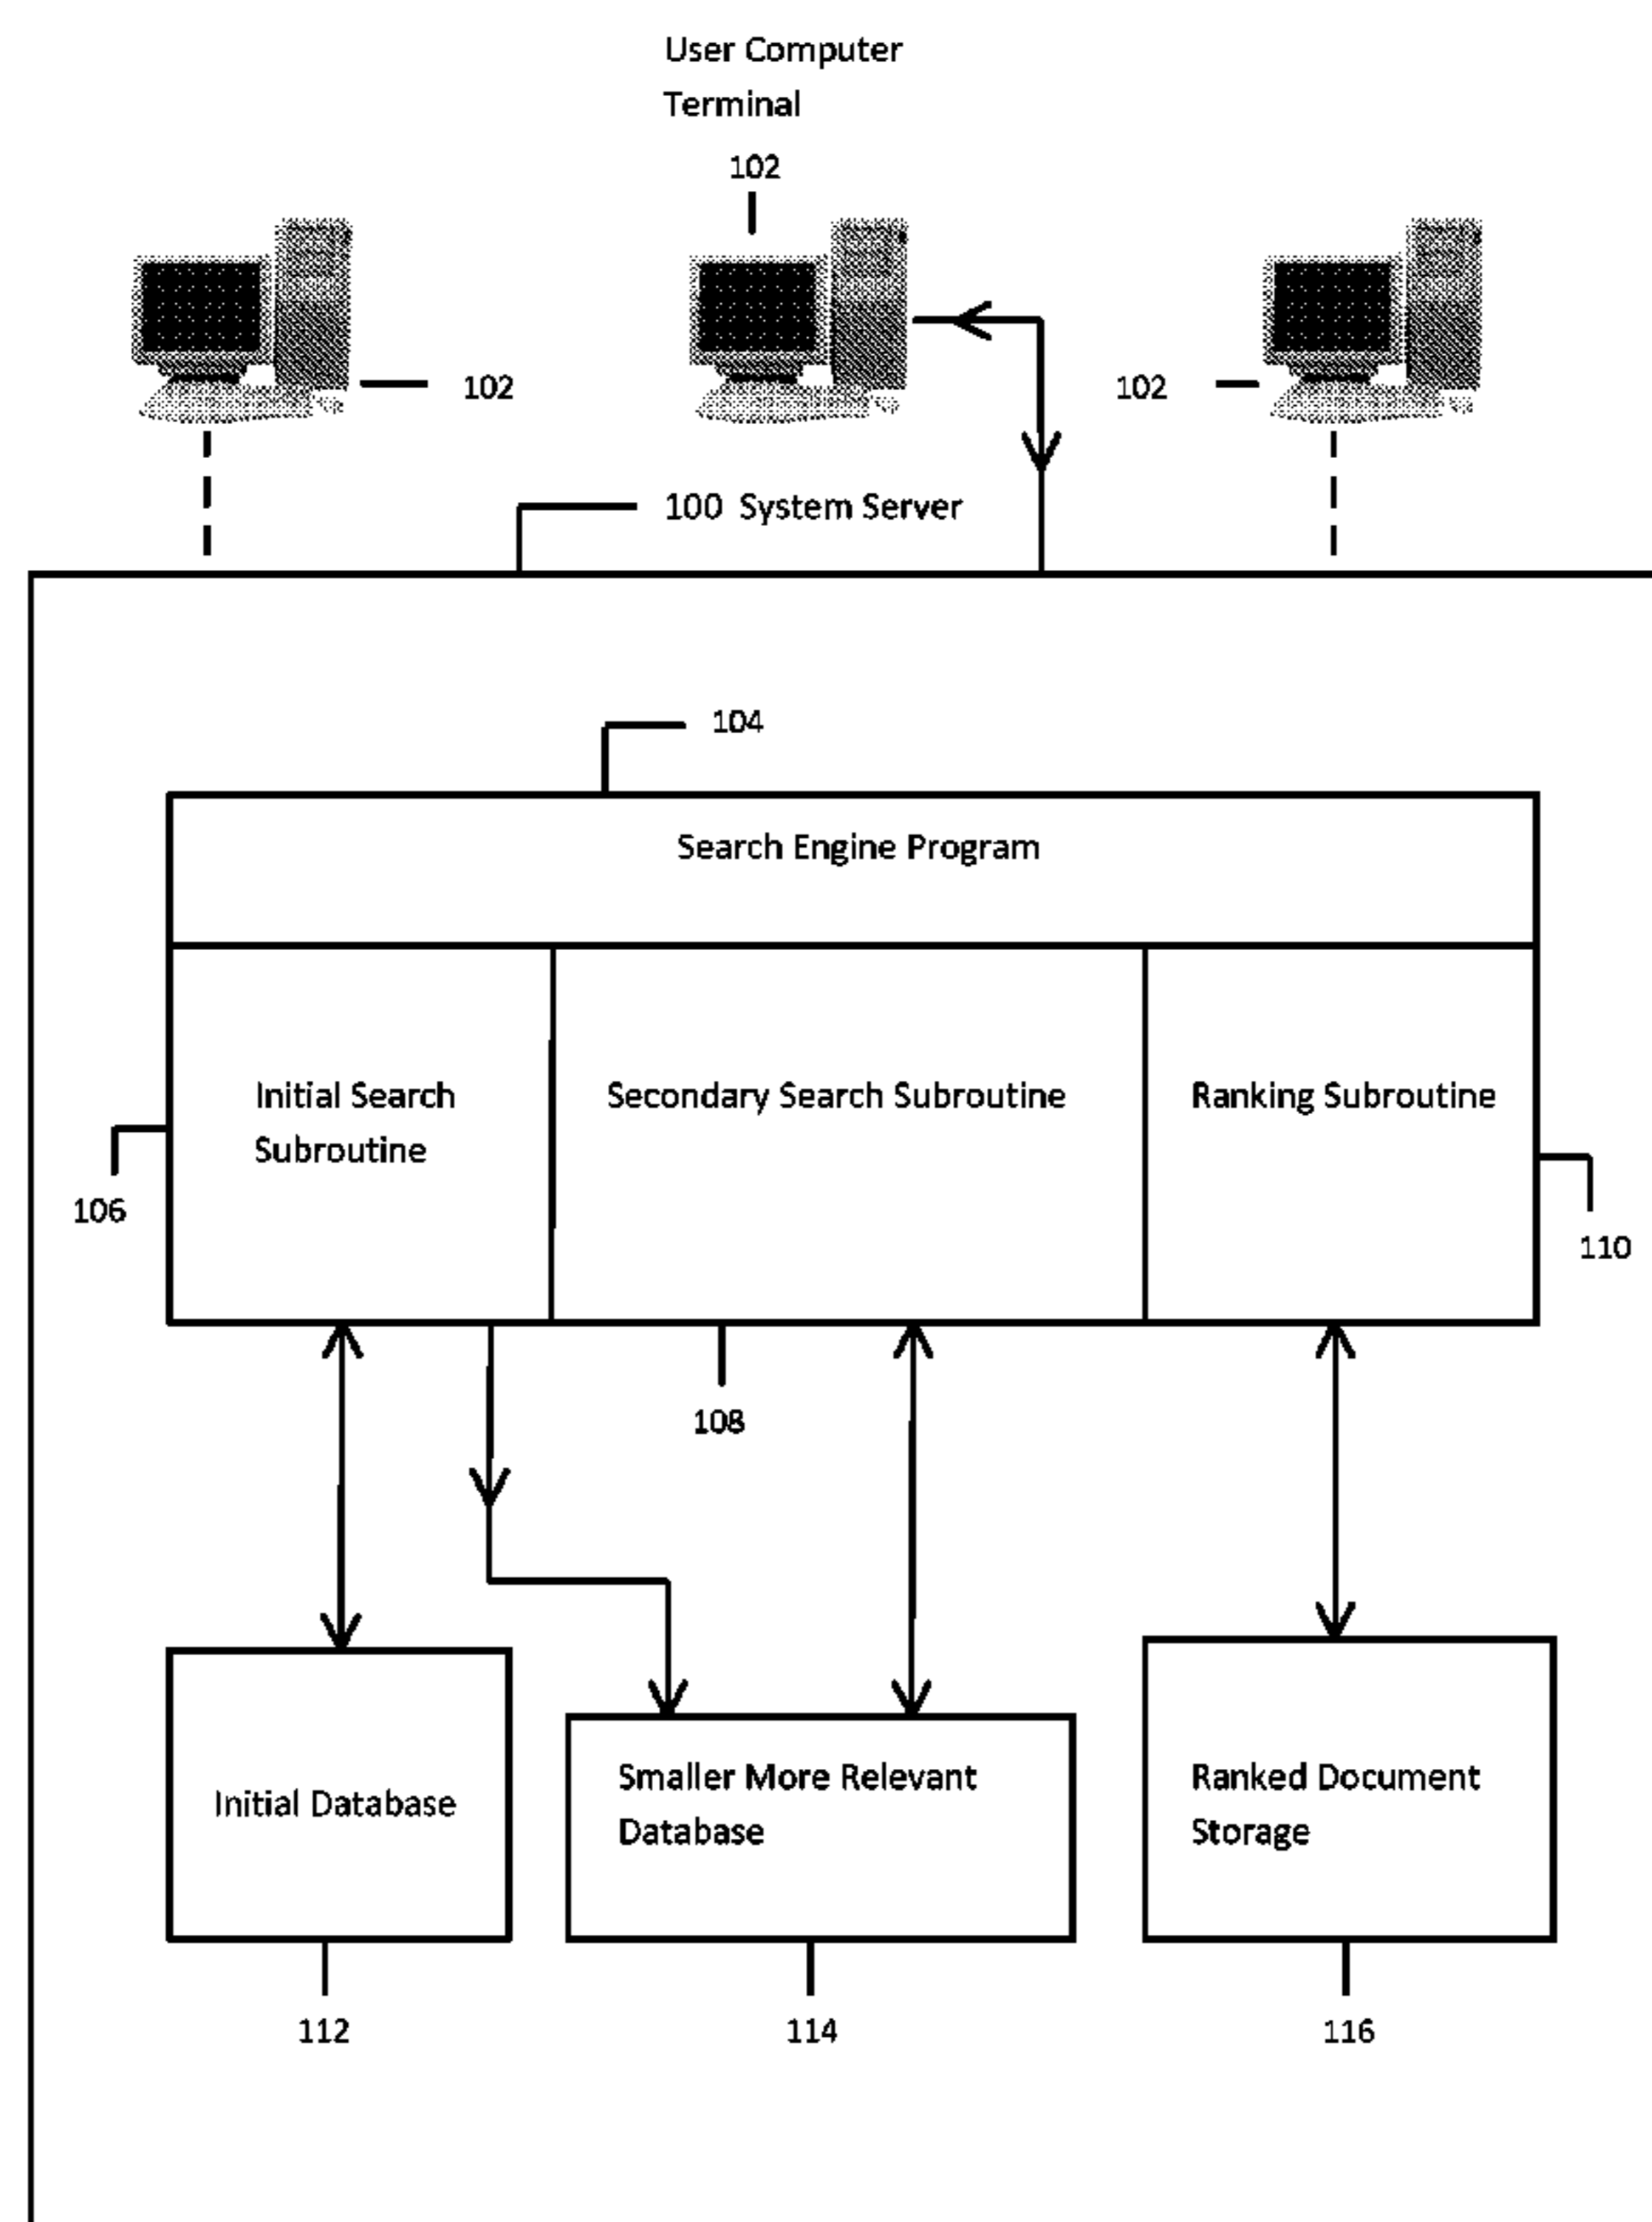 User Computer
Terminal
102
102
102
100 System Server
104
Search Engine Program
Initial Search
Subroutine
Secondary Search Subroutine
Ranking Subroutine
106
110
108
Initial Database
Smaller More Relevant
Database
Ranked Document
Storage
112
114
116